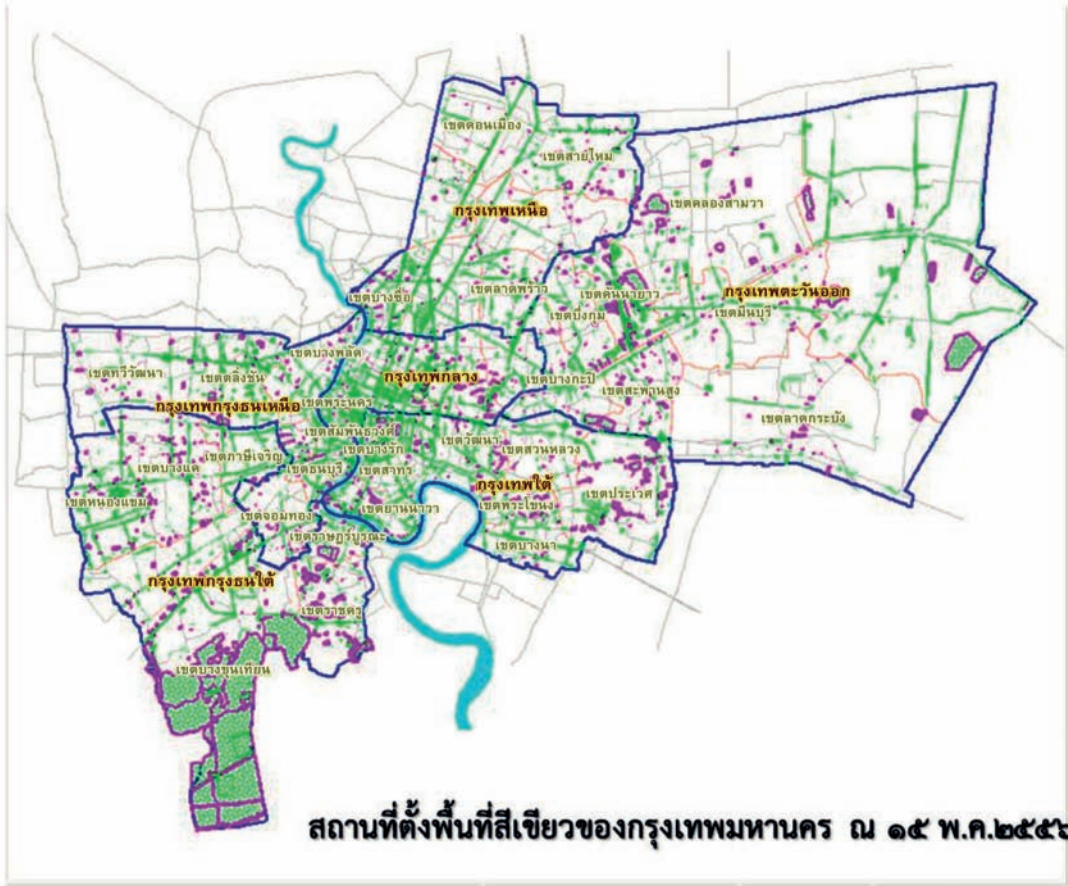 เขตดอนเมือง
เขตสายไหม
เขตคลองสามวา
กรุงเทพเหนือ
เขตบางซื่อ
เขตลาดพร้าว
เขตคันนายาว
กรุงเทพตะวันออก
เขตบึงกุ่ม
เขตมีนบุรี
เขตบางพลัด
เขตทวีวัฒนา
เขตตลิ่งชัน
กรุงเทพกลาง
เขตบางกะปิ
เขตสะพานสูง
กรุงเทพกรุงธนเหนือ
เขตพระนคร
เขตลาดกระบัง
เขตสัมพันธวงศ์
เขตวัฒนา
เขตสวนหลวง
เขตบางรัก
เขตภาษีเจริญ
เขตบางแค
เขตธนบุรี
เขตสาทร
กรุงเทพใต้
เขตประเวศ
เขตหนองแขม
เขตยานนาวา
เขตพระโขนง
เขตจอมทอง
เขตราษฎร์บูรณะ
เขตบางนา
กรุงเทพกรุงธนใต้
เขตราชครู
เขตบางขุนเทียน
สถานที่ตั้งพื้นที่สีเขียวของกรุงเทพมหานคร ณ ๑๕ พ.ค.๒๕๕๖